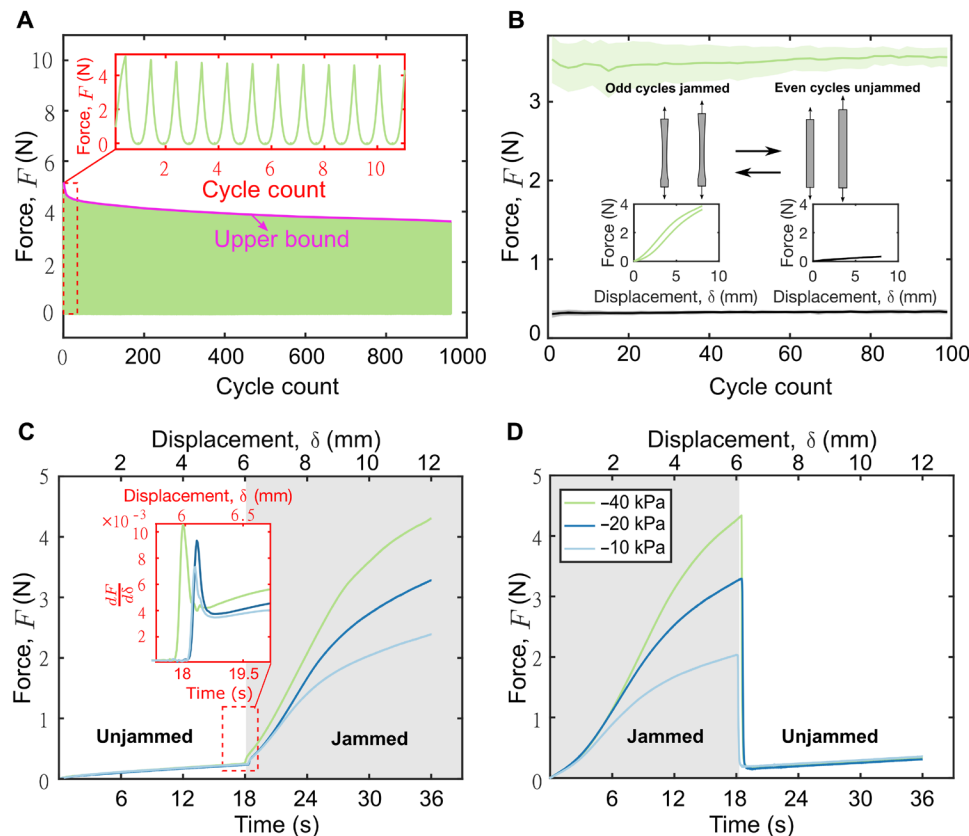 A
Force, F (N)
10
8
6
4
2
0
Force, F (N)
4
2
0
2
4
6
8
10
Cycle count
Upper bound
0
200
400
600
800
1000
Cycle count
B
Force, F (N)
3
2
1
0
Odd cycles jammed
Even cycles unjammed
Force (N)
4
2
0
0
5
10
Displacement, δ (mm)
Force (N)
4
2
0
0
5
10
Displacement, δ (mm)
0
20
40
60
80
100
Cycle count
C
Displacement, δ (mm)
2
4
6
8
10
12
Force, F (N)
5
4
3
2
1
0
Displacement, δ (mm)
6
6.5
×10⁻³
10
8
6
4
2
dF
dδ
18
19.5
Time (s)
Unjammed
Jammed
6
12
18
24
30
36
Time (s)
D
Displacement, δ (mm)
2
4
6
8
10
12
Force, F (N)
5
4
3
2
1
0
–40 kPa
–20 kPa
–10 kPa
Jammed
Unjammed
6
12
18
24
30
36
Time (s)